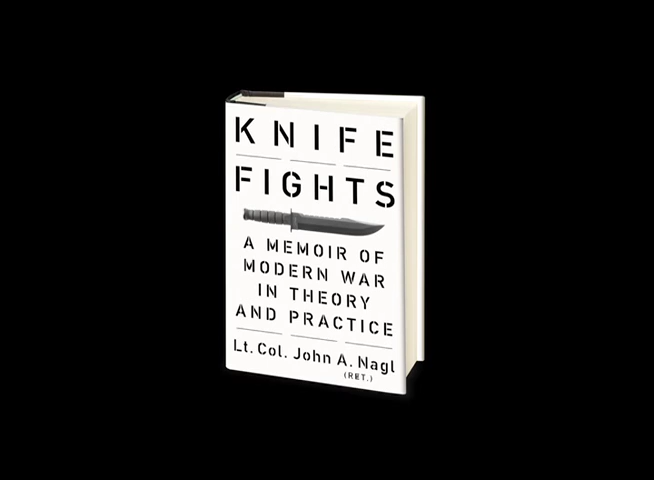 KNIFE
FIGHTS
A MEMOIR OF
MODERN WAR
IN THEORY
AND PRACTICE
Lt. Col. John A. Nagl
(RET.)